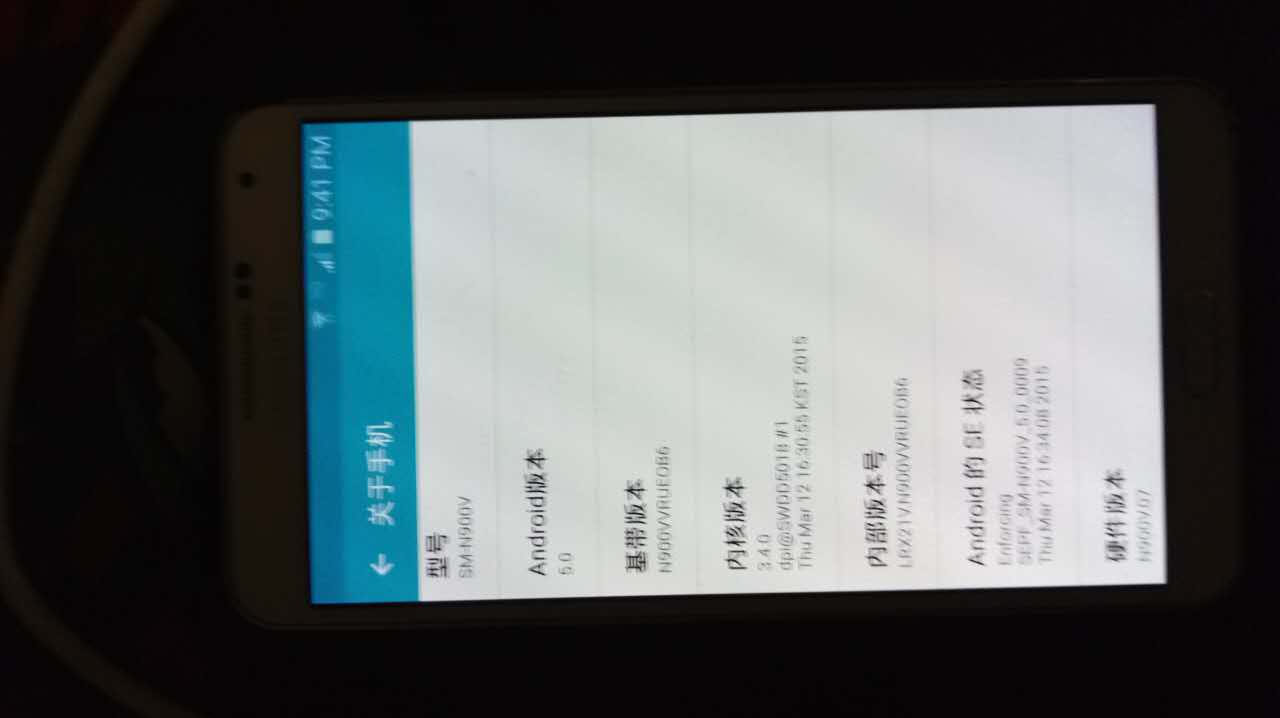 9:41 PM
关于手机
型号
SM-N900V
Android版本
5.0
基带版本
N900VVRUEOB6
内核版本
3.4.0
dpi@SWDD5018 #1
Thu Mar 12 16:30:55 KST 2015
内部版本号
LRX21V.N900VVRUEOB6
Android 的 SE 状态
Enforcing
SEPF_SM-N900V_5.0_0009
Thu Mar 12 16:34:08 2015
硬件版本
N900V.07